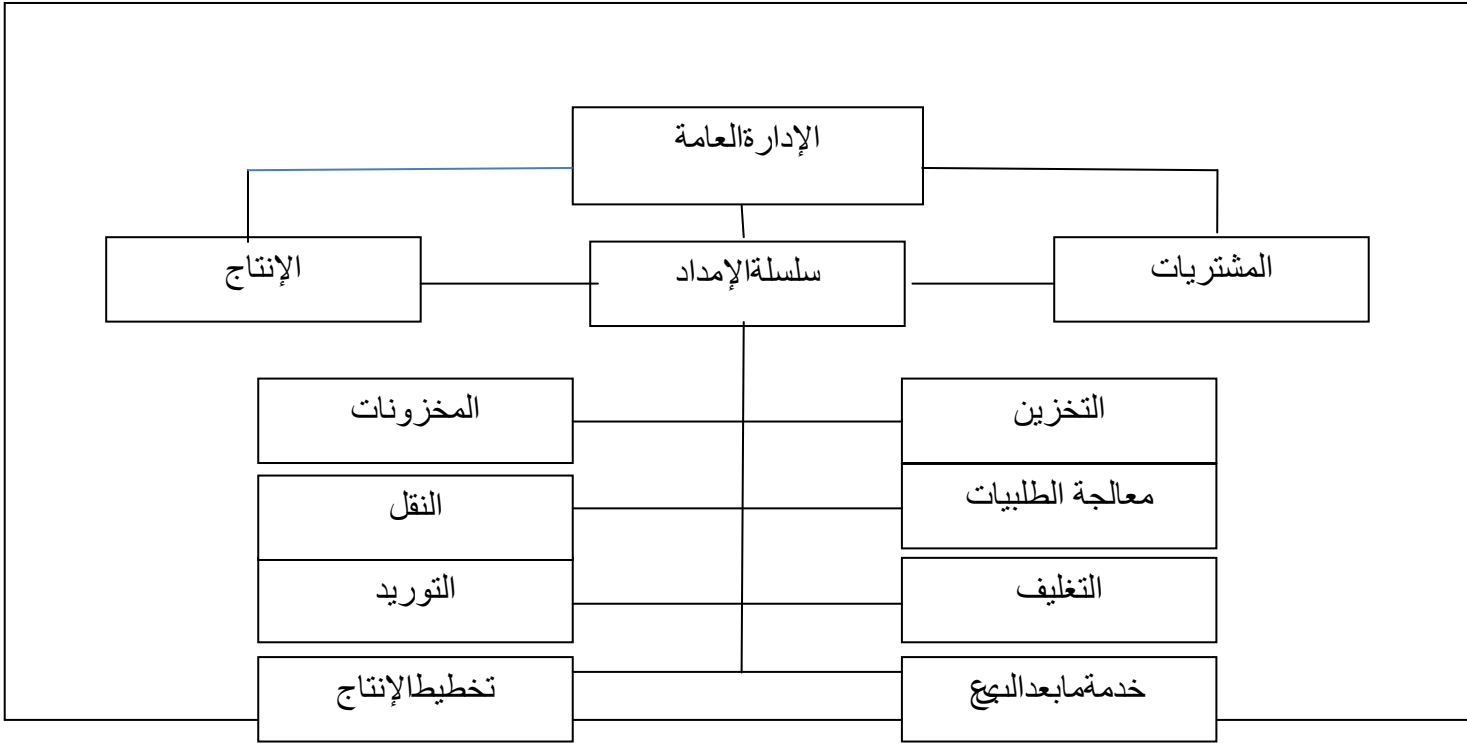 الإدارةالعامة
المشتريات
سلسلةالإمداد
الإنتاج
التخزين
المخزونات
معالجة الطلبيات
النقل
التغليف
التوريد
خدمةمابعدالبيع
تخطيطالإنتاج